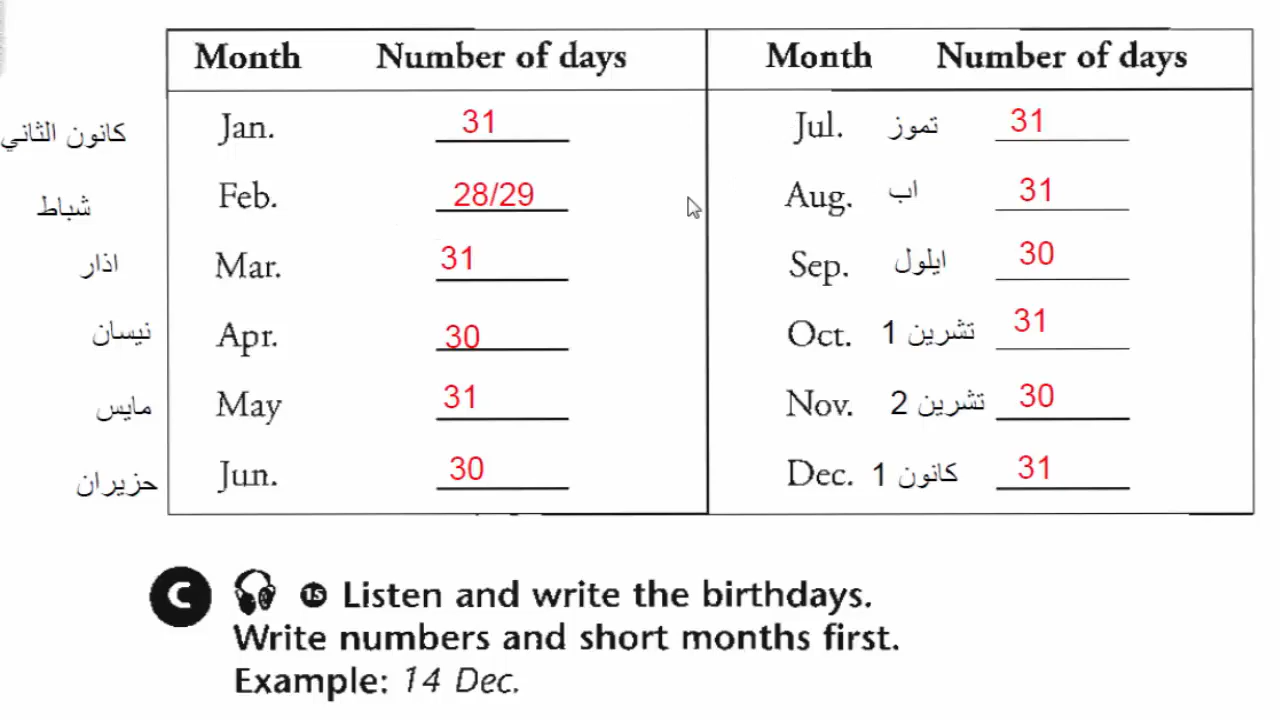 Month Number of days Month Number of days
كانون الثاني Jan. 31 Jul. تموز 31
شباط Feb. 28/29 Aug. اب 31
اذار Mar. 31 Sep. ايلول 30
نيسان Apr. 30 Oct. تشرين 1 31
مايس May 31 Nov. تشرين 2 30
حزيران Jun. 30 Dec. كانون 1 31
C 15 Listen and write the birthdays.
Write numbers and short months first.
Example: 14 Dec.